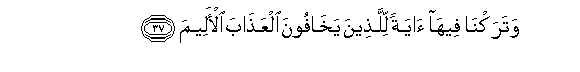 وَتَرَكْنَا فِيهَآ ءَايَةً لِّلَّذِينَ يَخَافُونَ ٱلْعَذَابَ ٱلْأَلِيمَ ٣٧